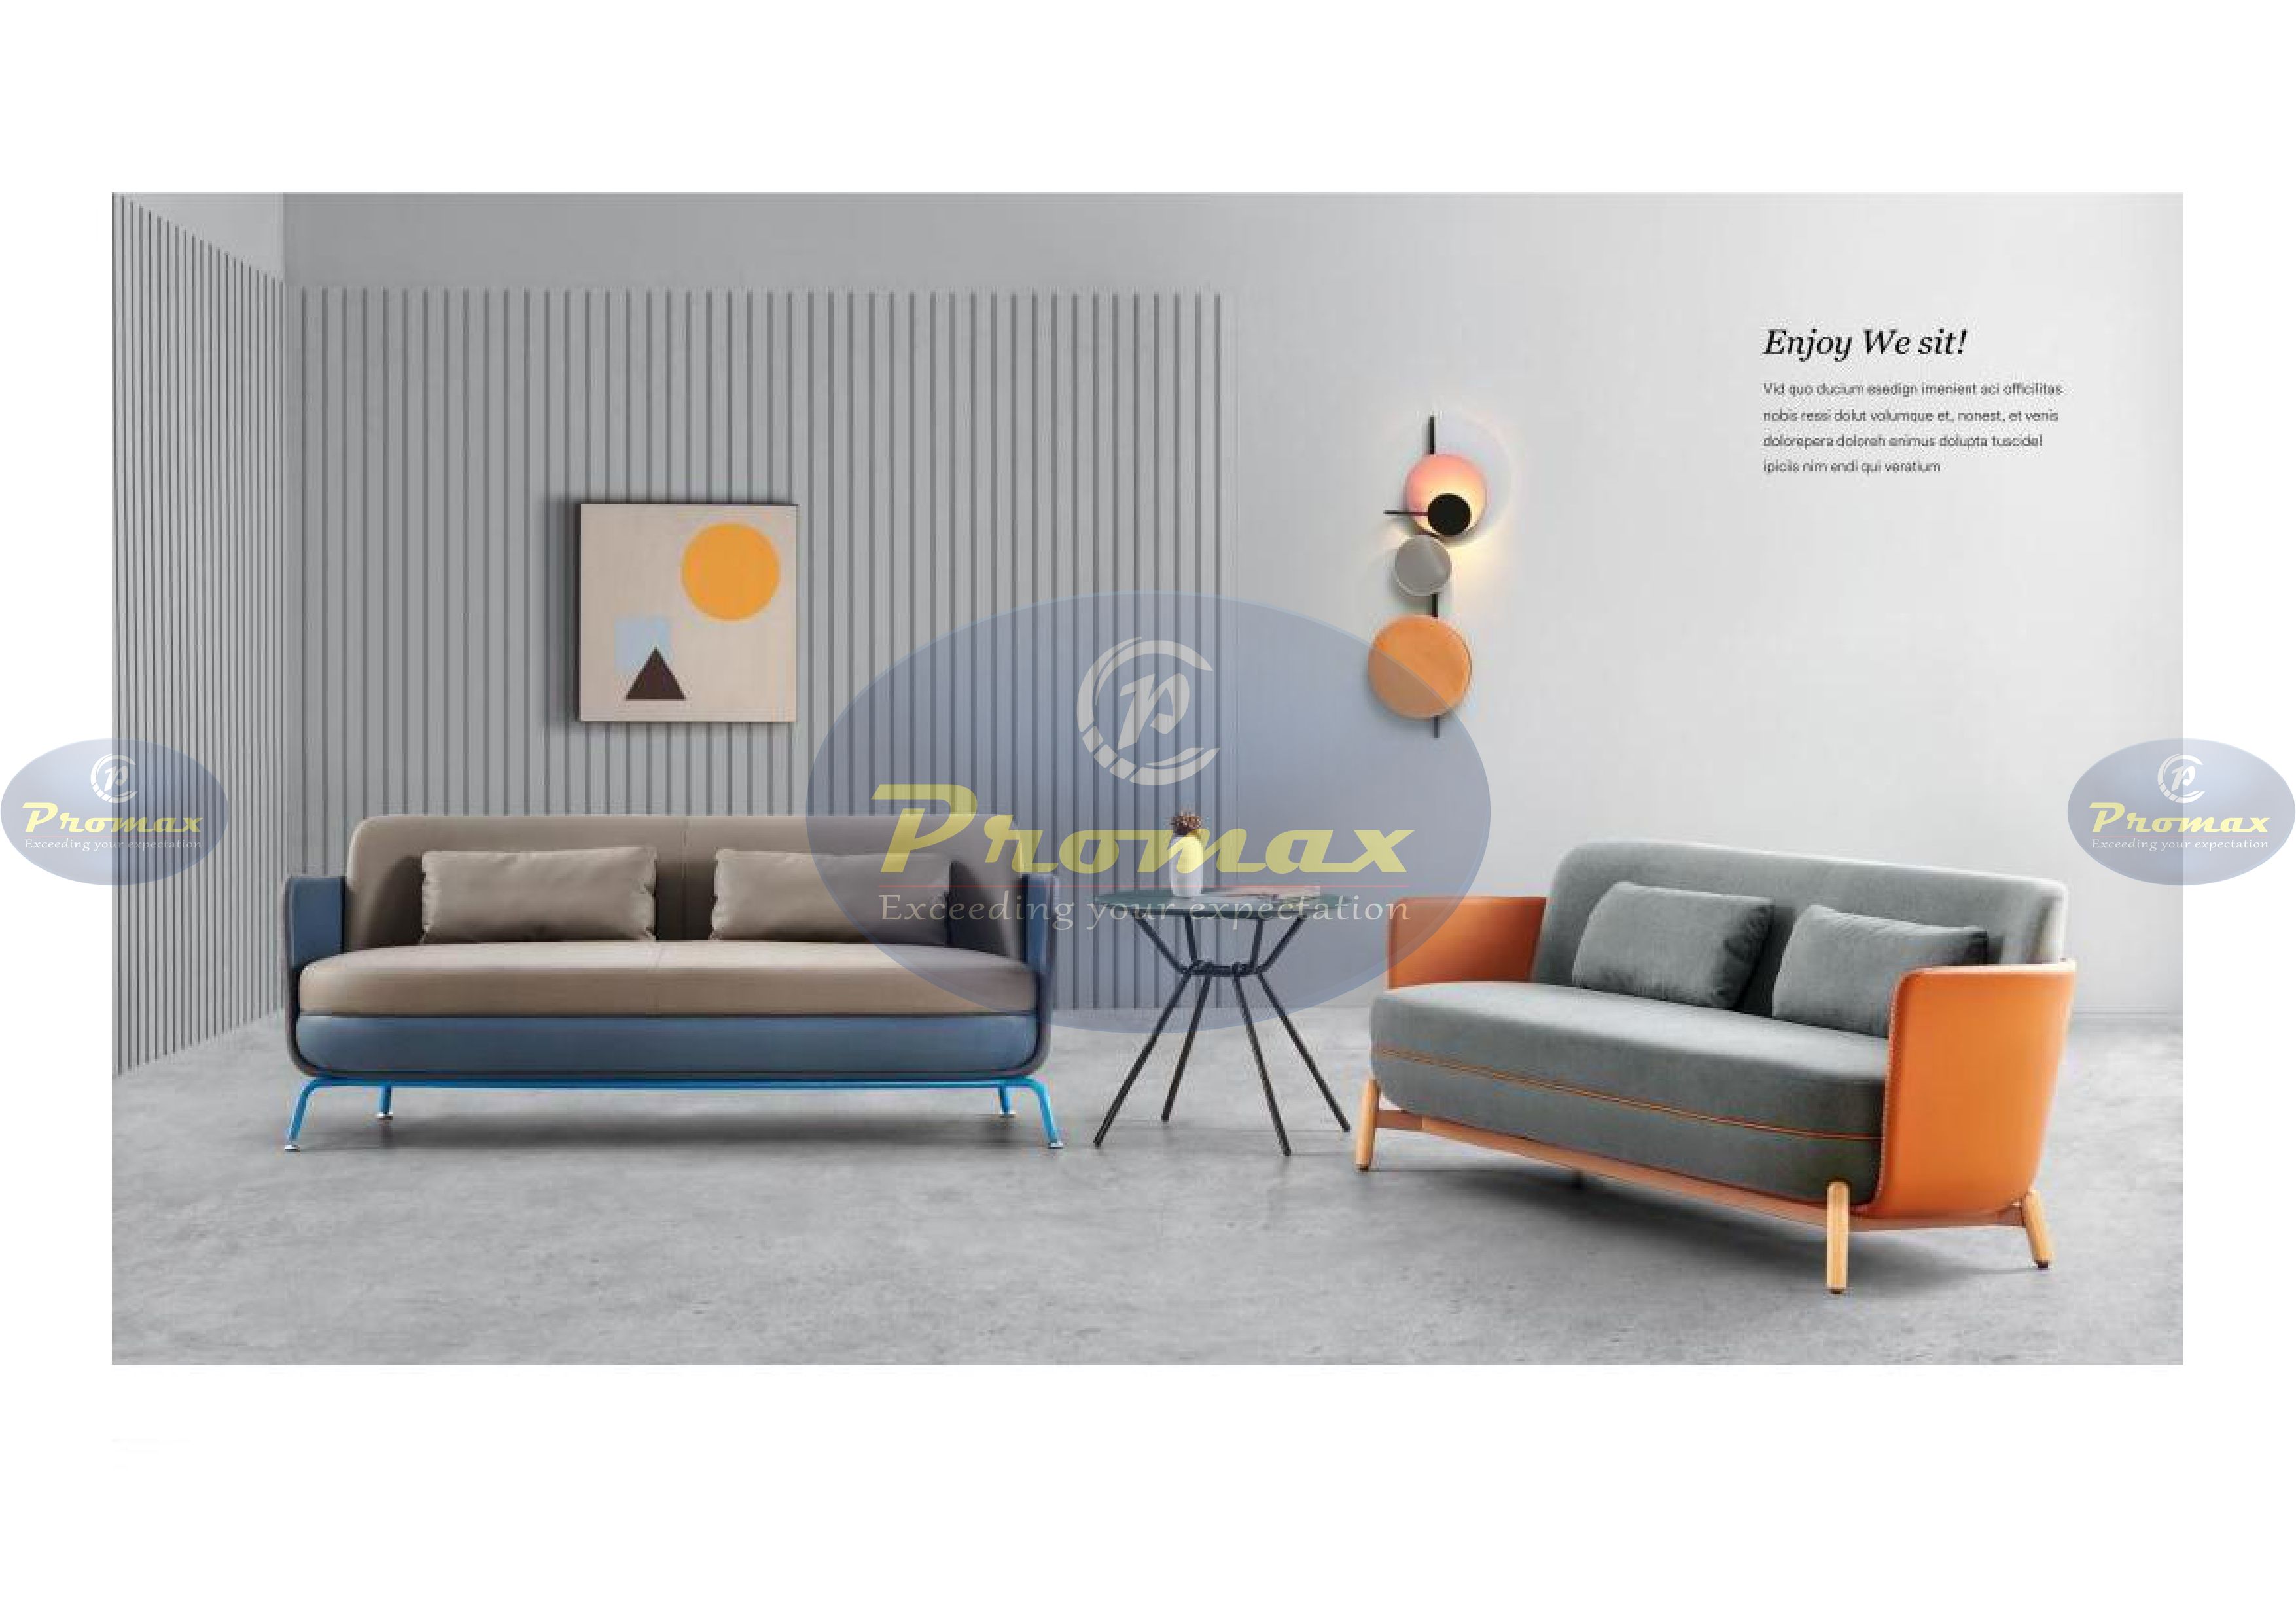 Enjoy We sit!
Vid quo ducium esedign imenient aci officilitas
nobis ressi dolut volumque et, nonest, et venis
dolorepera doloreh enimus dolupta tuscidel
ipiciis nim endi qui veratium
Promax
Exceeding your expectation
Promax
Exceeding your expectation
Promax
Exceeding your expectation